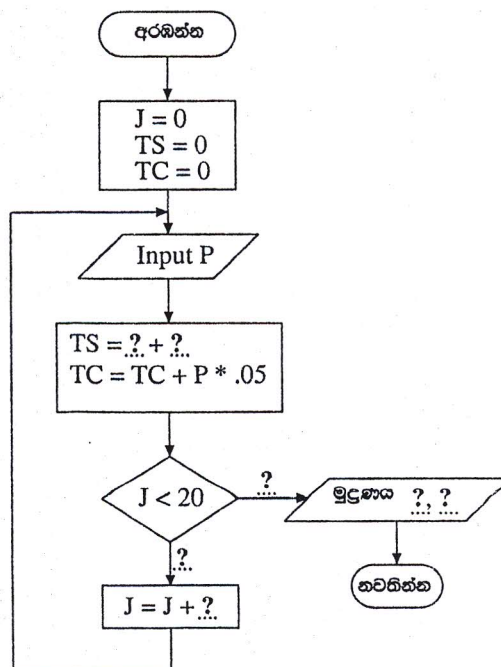 අරඹන්න
J = 0
TS = 0
TC = 0
Input P
TS = ? + ?
TC = TC + P * .05
J < 20
?
මුද්‍රණය ?, ?
?
නවතින්න
J = J + ?